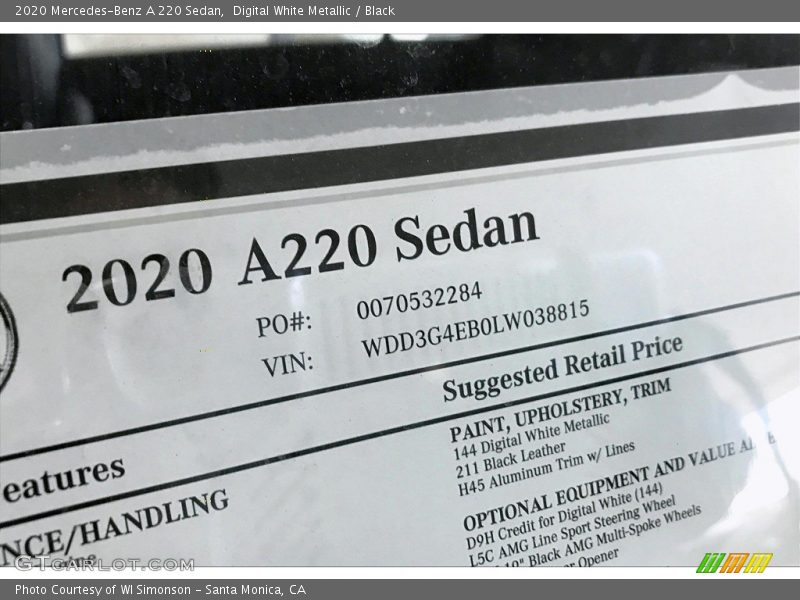 2020 Mercedes-Benz A 220 Sedan, Digital White Metallic / Black
2020 A220 Sedan
PO#: 0070532284
VIN: WDD3G4EB0LW038815
Suggested Retail Price
PAINT, UPHOLSTERY, TRIM
144 Digital White Metallic
211 Black Leather
H45 Aluminum Trim w/ Lines
OPTIONAL EQUIPMENT AND VALUE
D9H Credit for Digital White (144)
L5C AMG Line Sport Steering Wheel
Black AMG Multi-Spoke Wheels
Opener
eatures
NCE/HANDLING
GTcarlot.com
Photo Courtesy of WI Simonson - Santa Monica, CA